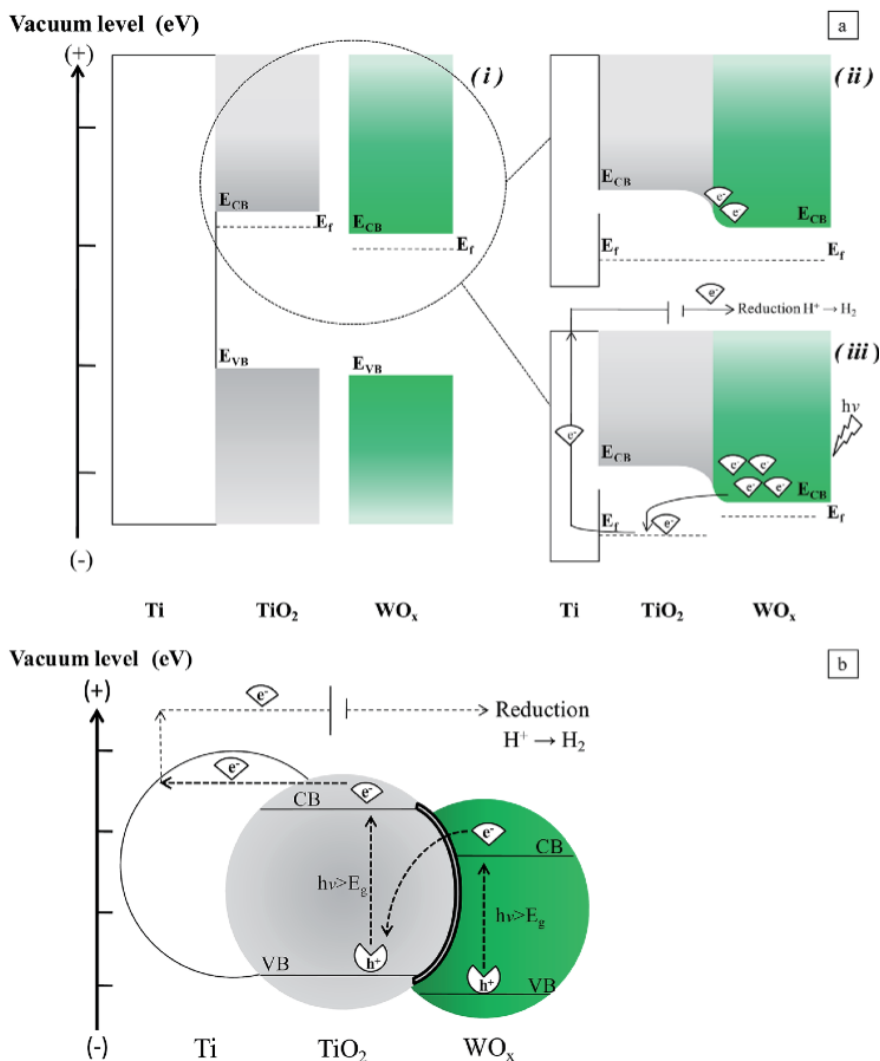 Vacuum level (eV)
a
(+)
(i)
(ii)
E_CB
E_f
E_CB
E_f
E_VB
E_VB
E_CB
e⁻
e⁻
E_CB
E_f
E_f
e⁻
Reduction H⁺ → H₂
(iii)
hν
e⁻
E_CB
e⁻ e⁻
e⁻ e⁻
E_CB
E_f
E_f
e⁻
(-)
Ti TiO₂ WOₓ
Ti TiO₂ WOₓ
Vacuum level (eV)
b
(+)
e⁻
Reduction
H⁺ → H₂
e⁻
e⁻
CB
e⁻
CB
hν>E_g
hν>E_g
VB
h⁺
h⁺
VB
(-)
Ti TiO₂ WOₓ